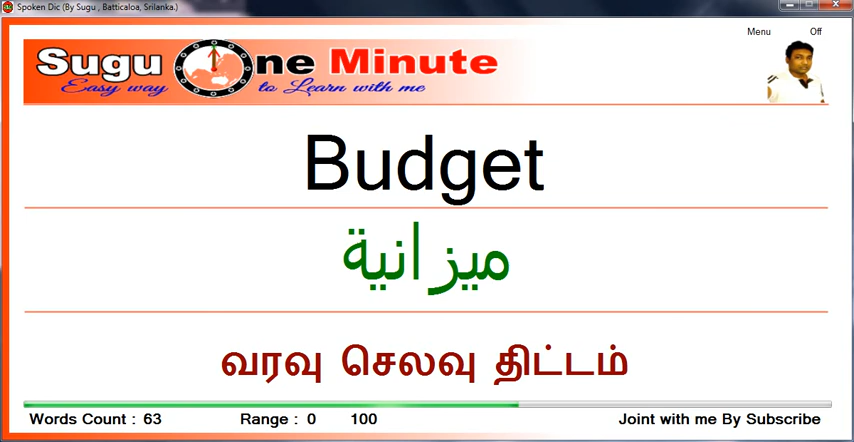 Spoken Dic (By Sugu , Batticaloa, Srilanka.)
Menu Off
Sugu One Minute
Easy way to Learn with me
Budget
ميزانية
வரவு செலவு திட்டம்
Words Count : 63 Range : 0 100 Joint with me By Subscribe